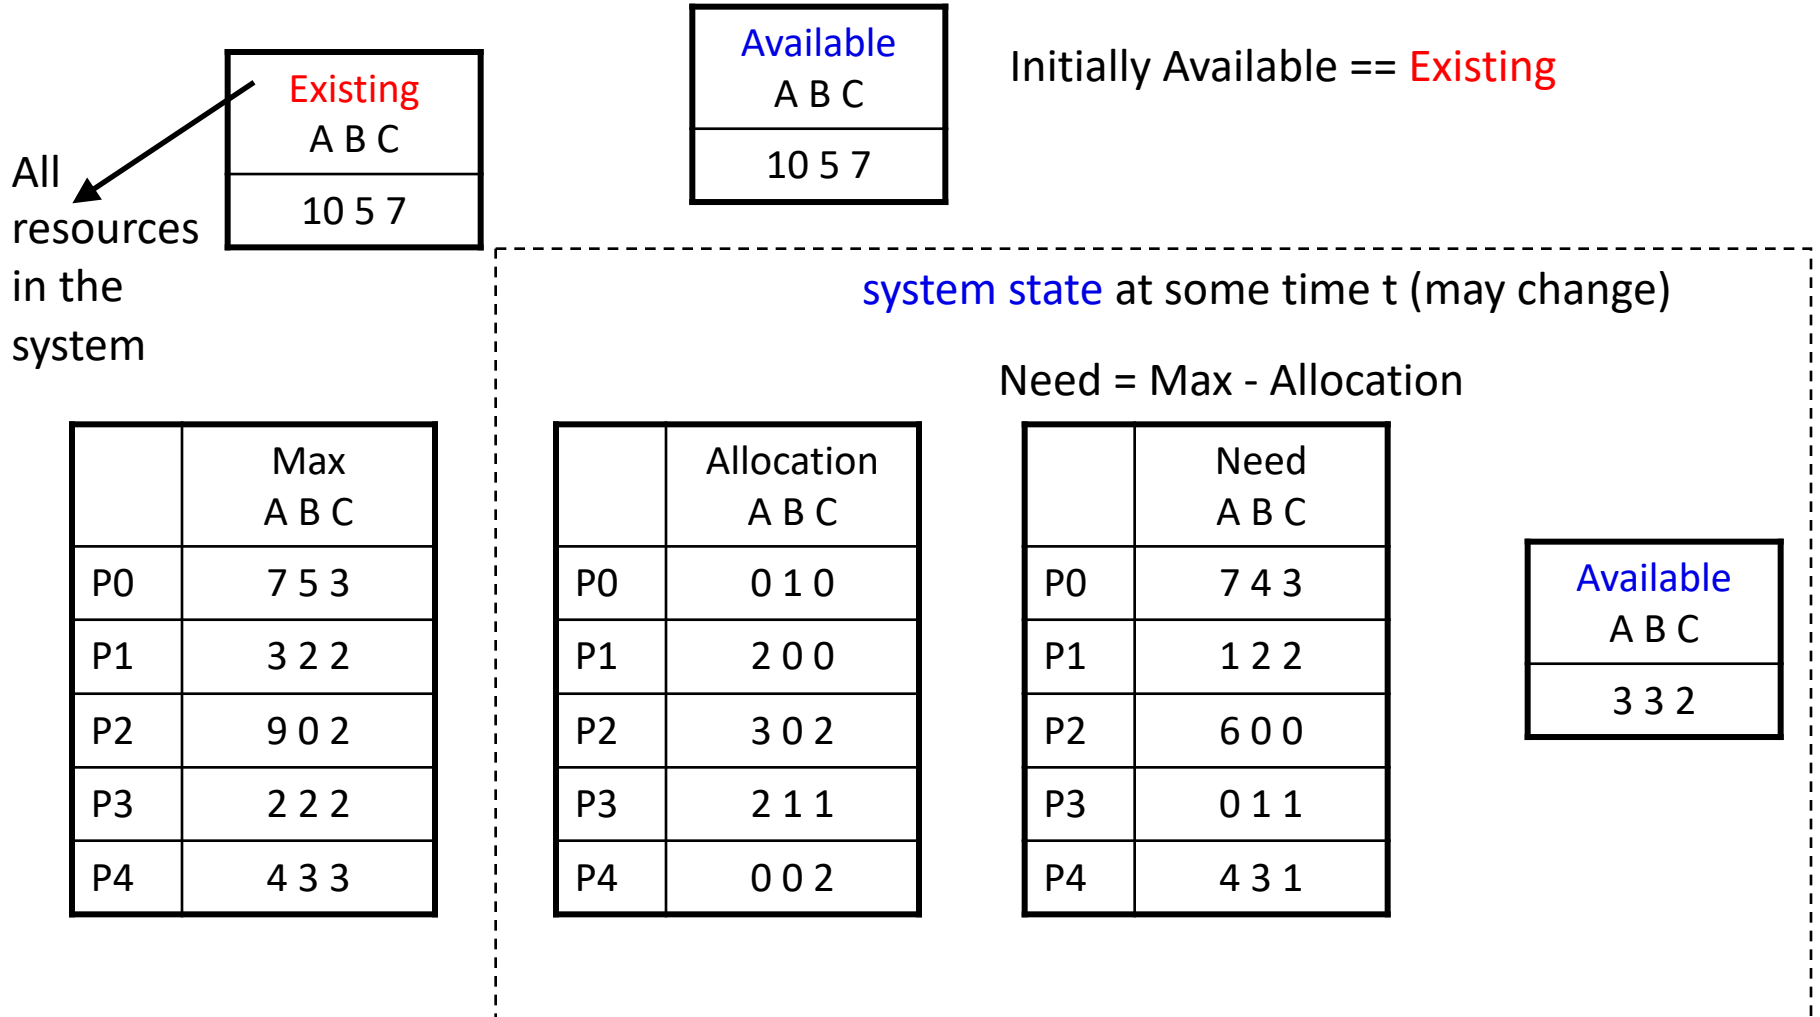 Existing
A B C
10 5 7
Available
A B C
10 5 7
Initially Available == Existing
All
resources
in the
system
system state at some time t (may change)
Need = Max - Allocation
Max
A B C
P0 7 5 3
P1 3 2 2
P2 9 0 2
P3 2 2 2
P4 4 3 3
Allocation
A B C
P0 0 1 0
P1 2 0 0
P2 3 0 2
P3 2 1 1
P4 0 0 2
Need
A B C
P0 7 4 3
P1 1 2 2
P2 6 0 0
P3 0 1 1
P4 4 3 1
Available
A B C
3 3 2